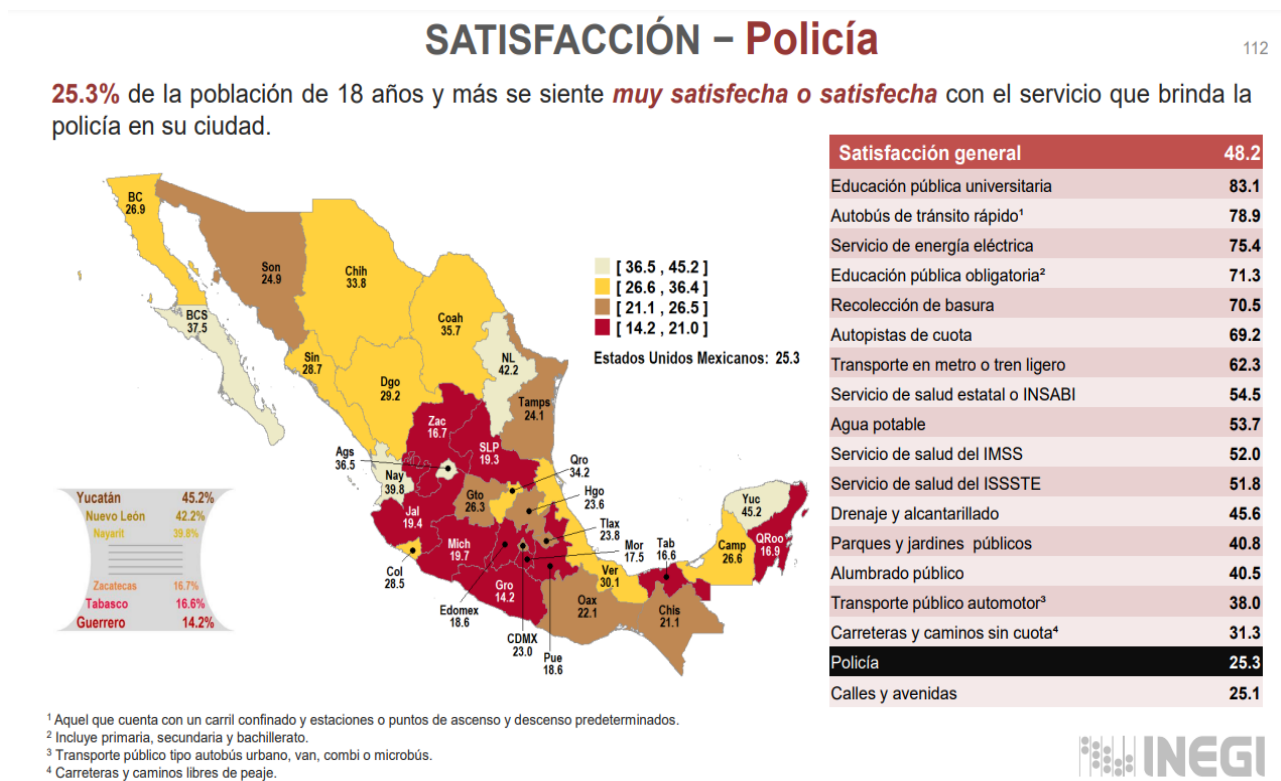 SATISFACCIÓN – Policía
112
25.3% de la población de 18 años y más se siente muy satisfecha o satisfecha con el servicio que brinda la
policía en su ciudad.
BC
26.9
Son
24.9
Chih
33.8
BCS
37.5
Coah
35.7
Sin
28.7
Dgo
29.2
NL
42.2
Tamps
24.1
Zac
16.7
SLP
19.3
Ags
36.5
Nay
39.8
Qro
34.2
Gto
26.3
Hgo
23.6
Jal
19.4
Tlax
23.8
Mich
19.7
Mor
17.5
Tab
16.6
Yuc
45.2
QRoo
16.9
Camp
26.6
Col
28.5
Ver
30.1
Gro
14.2
Edomex
18.6
Oax
22.1
Chis
21.1
CDMX
23.0
Pue
18.6
[ 36.5 , 45.2 ]
[ 26.6 , 36.4 ]
[ 21.1 , 26.5 ]
[ 14.2 , 21.0 ]
Estados Unidos Mexicanos: 25.3
Yucatán 45.2%
Nuevo León 42.2%
Nayarit 39.8%
Zacatecas 16.7%
Tabasco 16.6%
Guerrero 14.2%
Satisfacción general 48.2
Educación pública universitaria 83.1
Autobús de tránsito rápido¹ 78.9
Servicio de energía eléctrica 75.4
Educación pública obligatoria² 71.3
Recolección de basura 70.5
Autopistas de cuota 69.2
Transporte en metro o tren ligero 62.3
Servicio de salud estatal o INSABI 54.5
Agua potable 53.7
Servicio de salud del IMSS 52.0
Servicio de salud del ISSSTE 51.8
Drenaje y alcantarillado 45.6
Parques y jardines públicos 40.8
Alumbrado público 40.5
Transporte público automotor³ 38.0
Carreteras y caminos sin cuota⁴ 31.3
Policía 25.3
Calles y avenidas 25.1
¹ Aquel que cuenta con un carril confinado y estaciones o puntos de ascenso y descenso predeterminados.
² Incluye primaria, secundaria y bachillerato.
³ Transporte público tipo autobús urbano, van, combi o microbús.
⁴ Carreteras y caminos libres de peaje.
INEGI